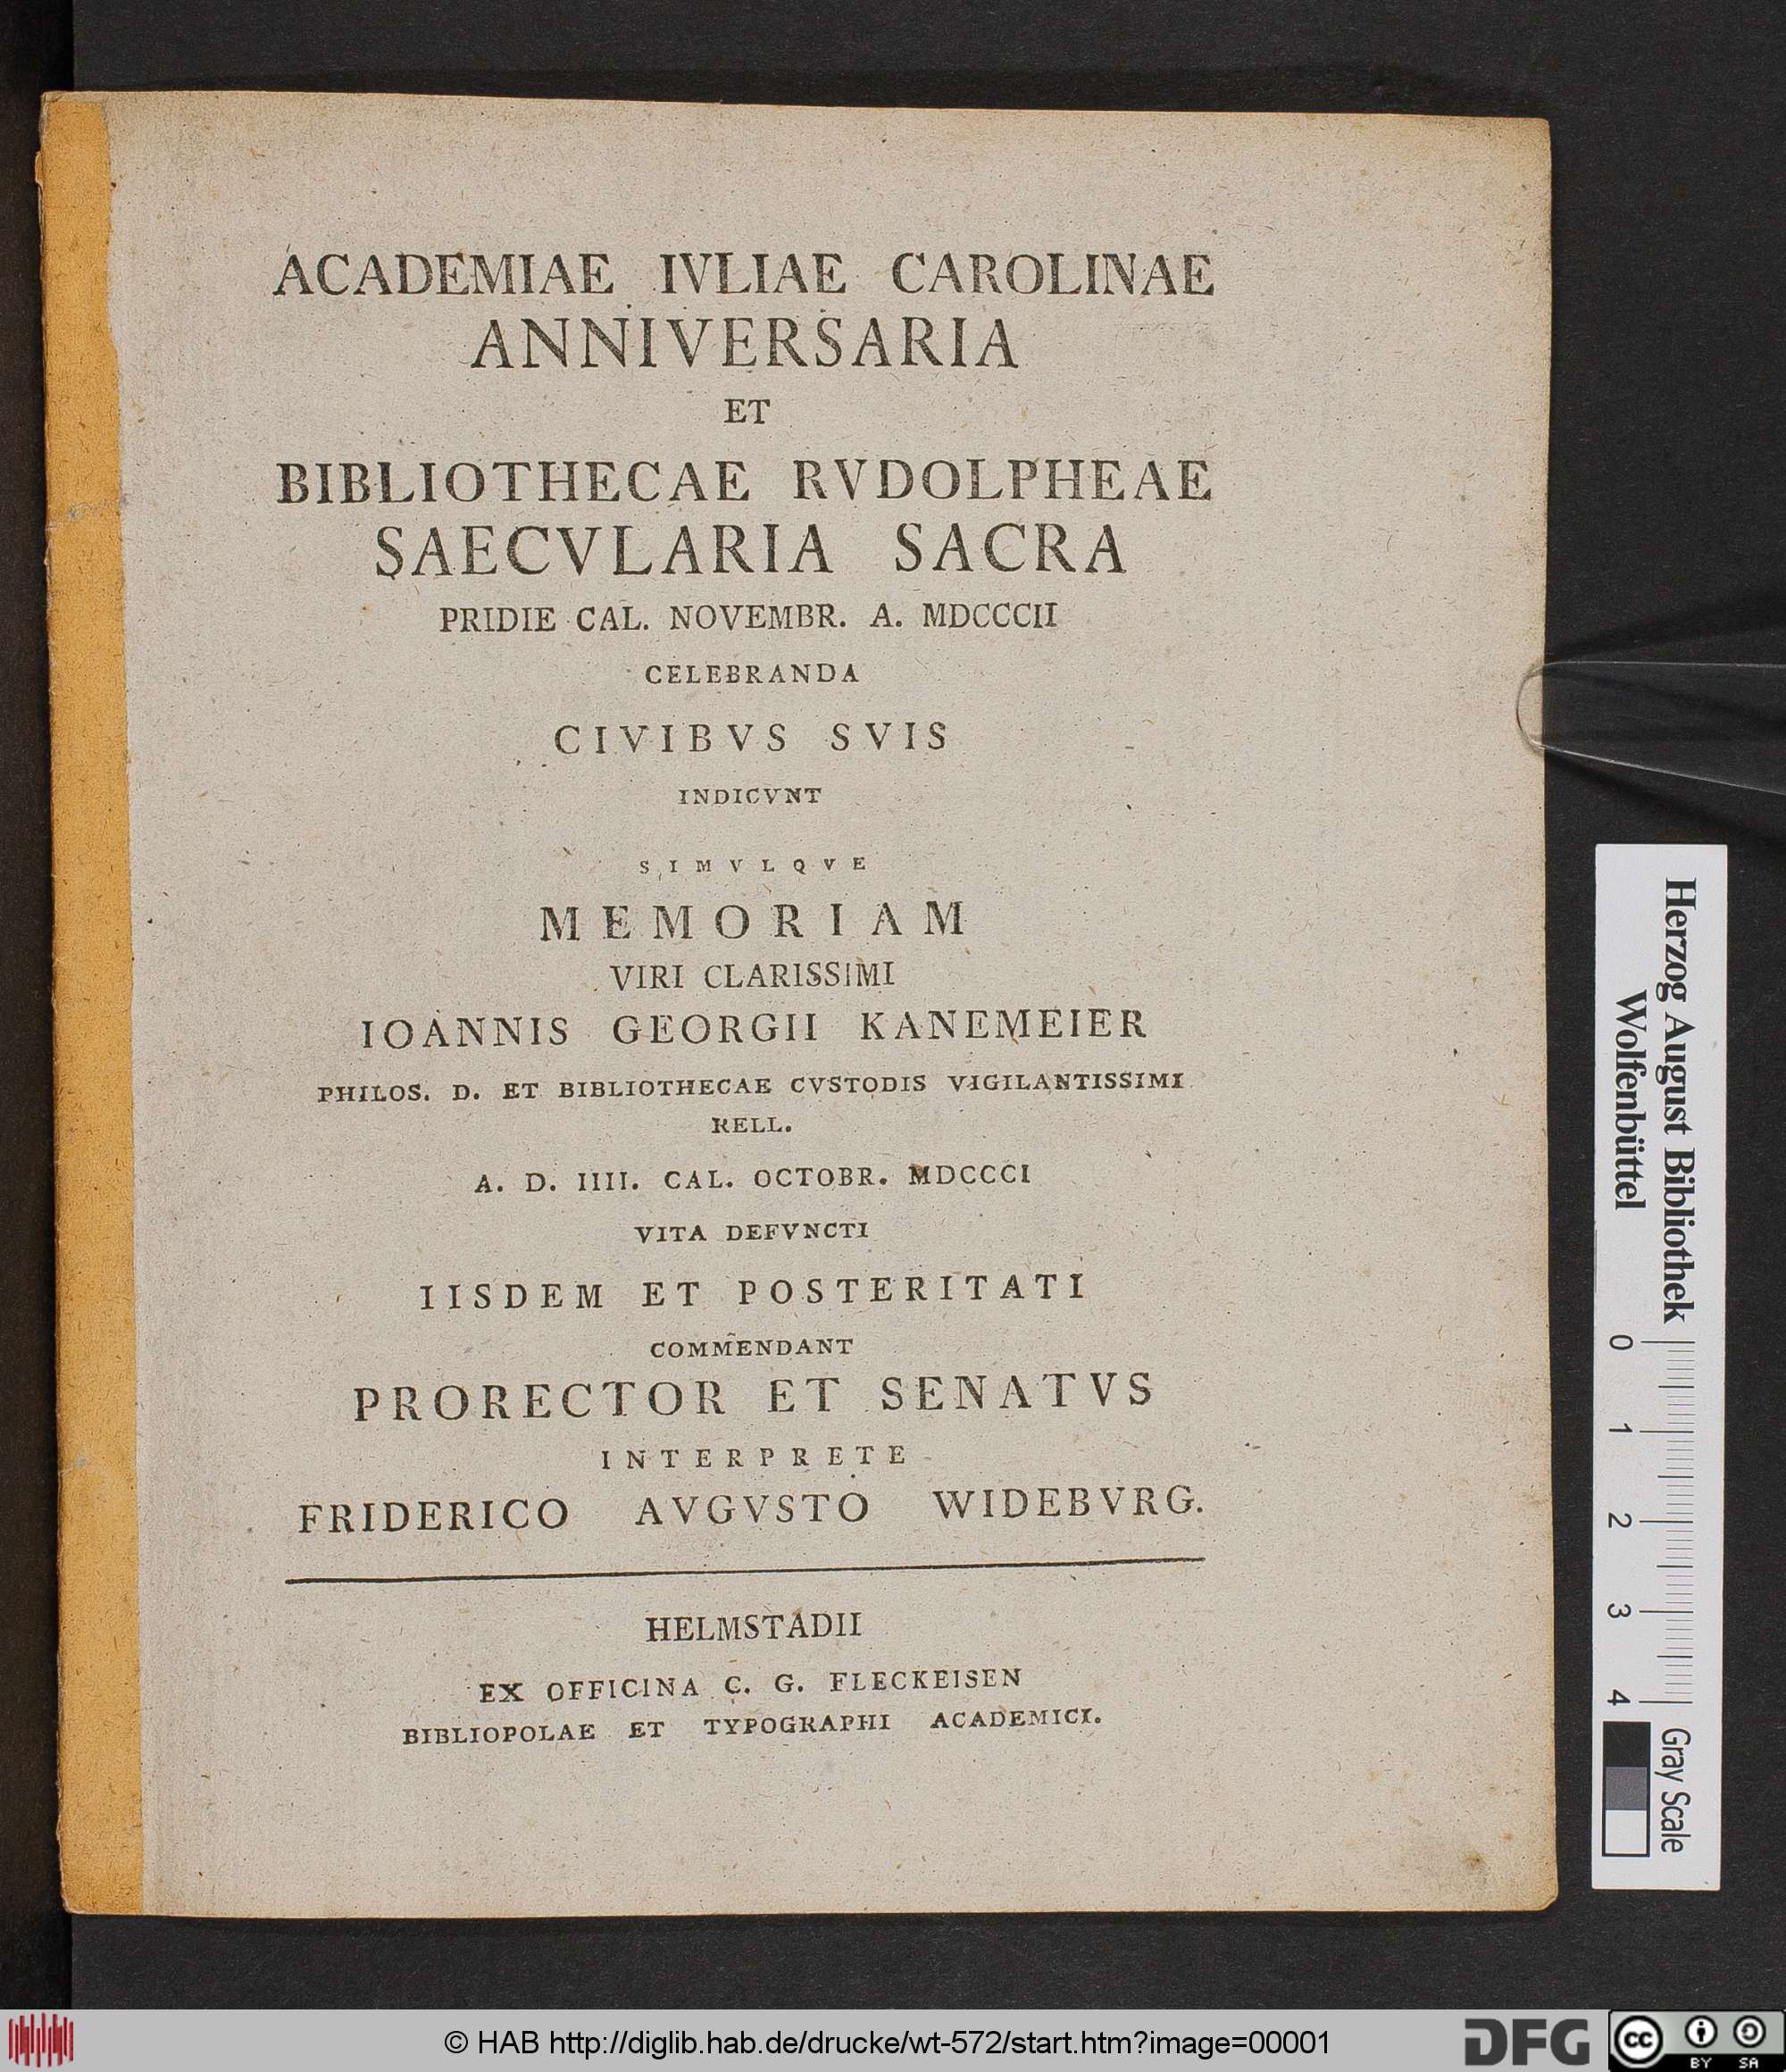 ACADEMIAE IVLIAE CAROLINAE
ANNIVERSARIA
ET
BIBLIOTHECAE RVDOLPHEAE
SAECVLARIA SACRA
PRIDIE CAL. NOVEMBR. A. MDCCCII
CELEBRANDA
CIVIBVS SVIS
INDICVNT
SIMVLQVE
MEMORIAM
VIRI CLARISSIMI
IOANNIS GEORGII KANEMEIER
PHILOS. D. ET BIBLIOTHECAE CVSTODIS VIGILANTISSIMI
RELL.
A. D. IIII. CAL. OCTOBR. MDCCCI
VITA DEFVNCTI
IISDEM ET POSTERITATI
COMMENDANT
PRORECTOR ET SENATVS
INTERPRETE
FRIDERICO AVGVSTO WIDEBVRG.
HELMSTADII
EX OFFICINA C. G. FLECKEISEN
BIBLIOPOLAE ET TYPOGRAPHI ACADEMICI.
Herzog August Bibliothek
Wolfenbüttel
0 1 2 3 4
Gray Scale
© HAB http://diglib.hab.de/drucke/wt-572/start.htm?image=00001
DFG
cc BY SA